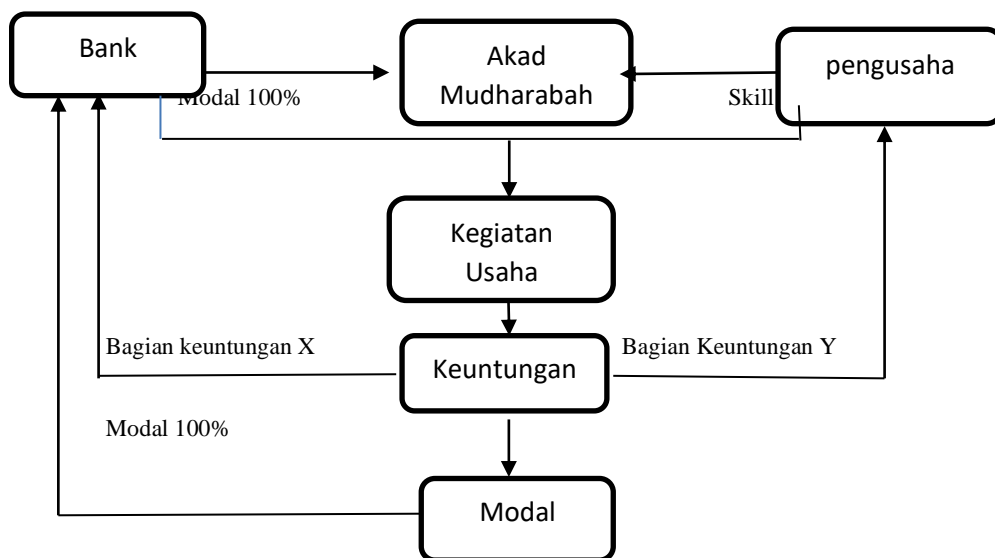 Bank
Akad
Mudharabah
pengusaha
Modal 100%
Skill
Kegiatan
Usaha
Bagian keuntungan X
Bagian Keuntungan Y
Keuntungan
Modal 100%
Modal